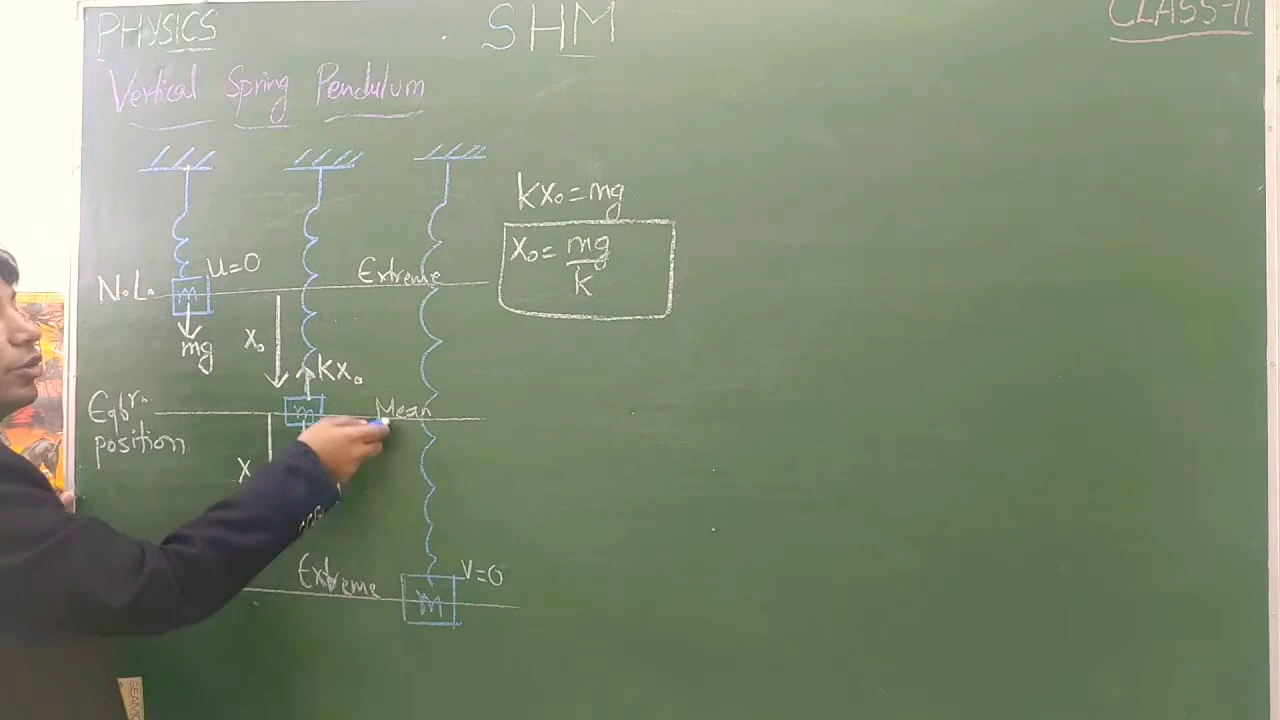 PHYSICS
SHM
CLASS-11
Vertical Spring Pendulum
kx₀=mg
x₀=mg/k
u=0
Extreme
N.L.
m
mg
x₀
kx₀
Eqbrm
position
m
Mean
x
Extreme
v=0
m